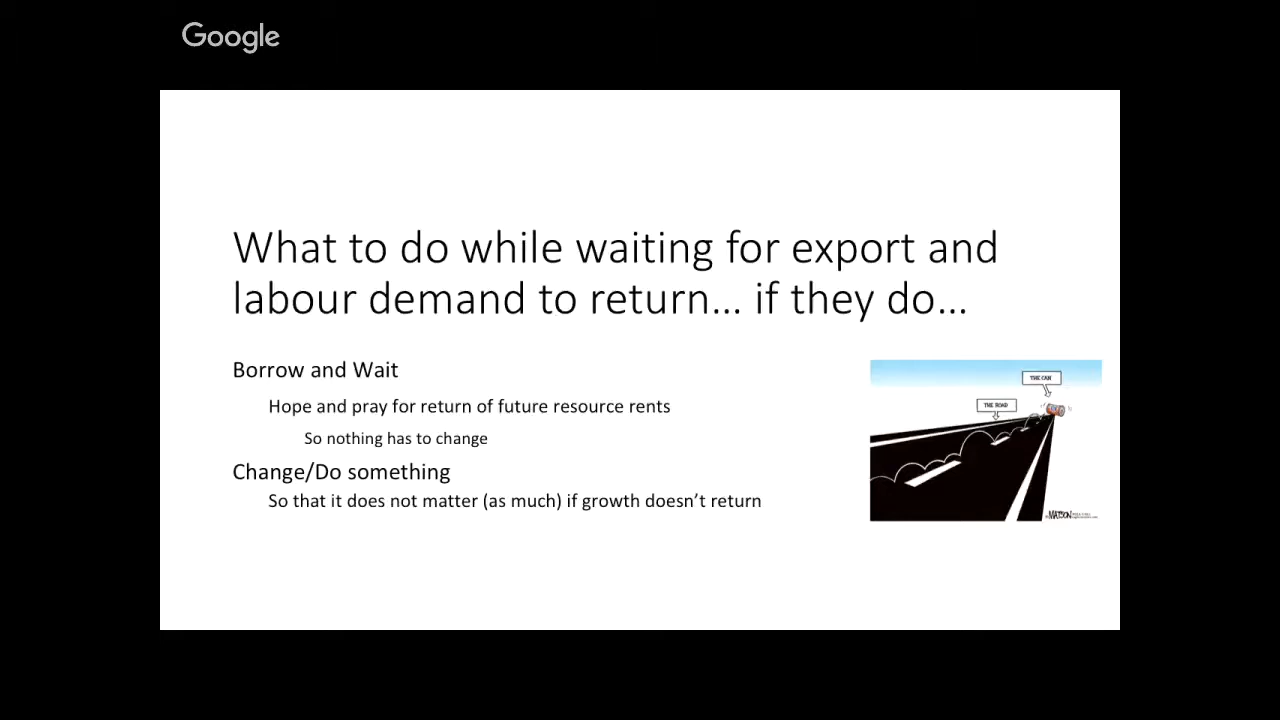 Google
What to do while waiting for export and
labour demand to return… if they do…
Borrow and Wait
Hope and pray for return of future resource rents
So nothing has to change
Change/Do something
So that it does not matter (as much) if growth doesn’t return
THE CAN
THE ROAD
MATSON